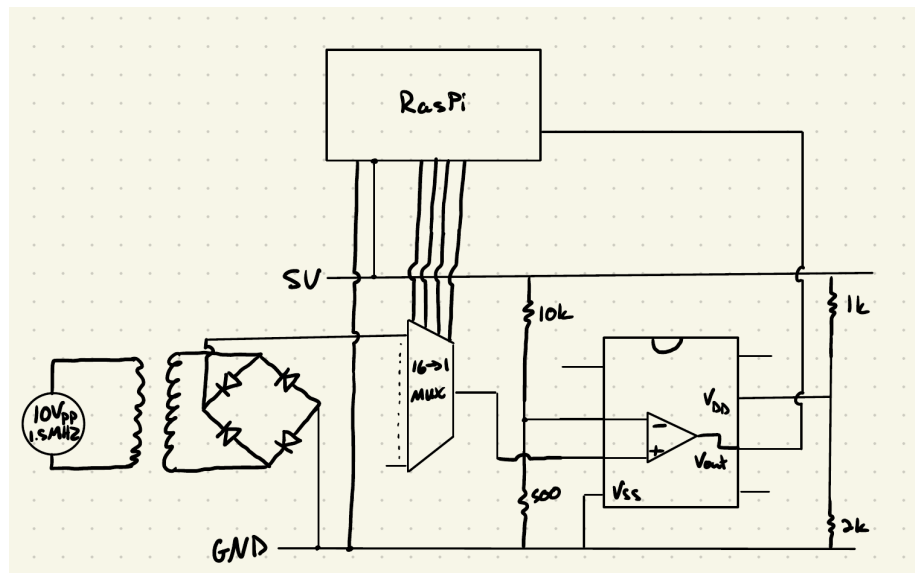 RasPi
5V
10k
1k
16→1
MUX
10Vpp
1.5MHz
VDD
-
+
Vout
500
VSS
2k
GND